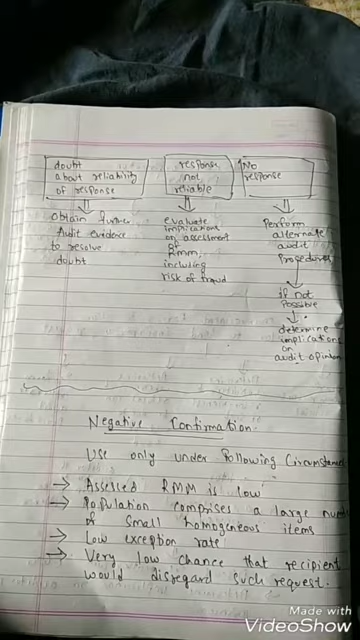 doubt
about reliability
of response
response
not
reliable
No
response
obtain further
Audit evidence
to resolve
doubt
evaluate
implications
on assessment
of
RMM,
including
risk of fraud
Perform
alternate
audit
Procedures
if not
possible
determine
implications
on
audit opinion
Negative Confirmation
Use only under following Circumstances
→ Assessed RMM is low
→ Population comprises a large
of small homogeneous items
→ Low exception rate
→ Very low chance that recipient
would disregard such request.
Made with
VideoShow